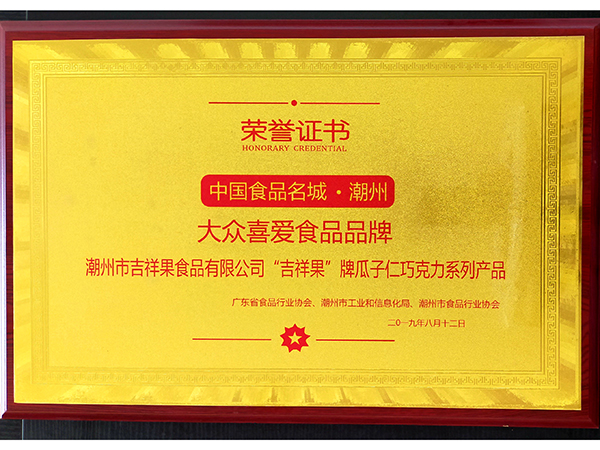 荣誉证书
HONORARY CREDENTIAL
中国食品名城·潮州
大众喜爱食品品牌
潮州市吉祥果食品有限公司“吉祥果”牌瓜子仁巧克力系列产品
广东省食品行业协会、潮州市工业和信息化局、潮州市食品行业协会
二〇一九年八月十二日